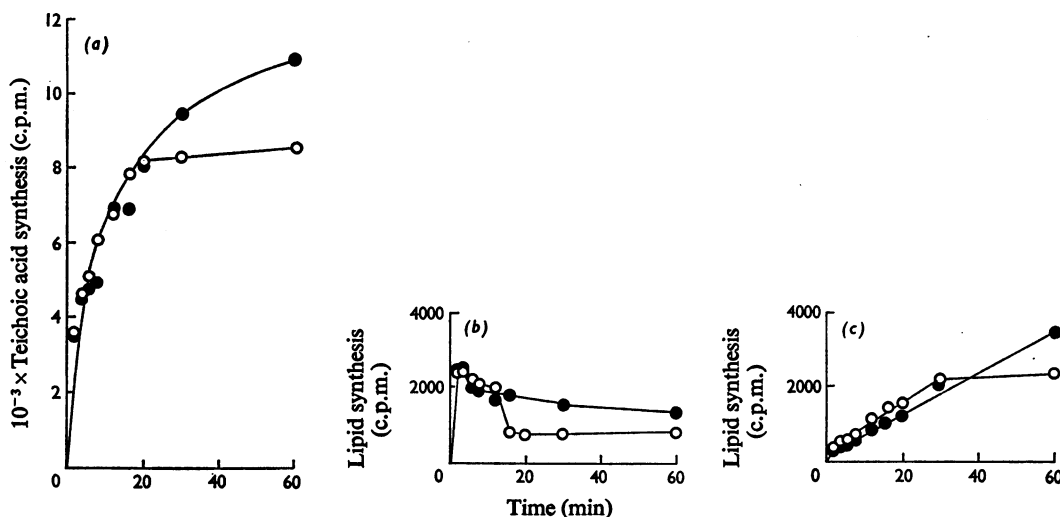 (a)
10⁻³ × Teichoic acid synthesis (c.p.m.)
12
10
8
6
4
2
0
20
40
60
(b)
Lipid synthesis
(c.p.m.)
4000
2000
0
20
40
60
Time (min)
(c)
Lipid synthesis
(c.p.m.)
4000
2000
0
20
40
60